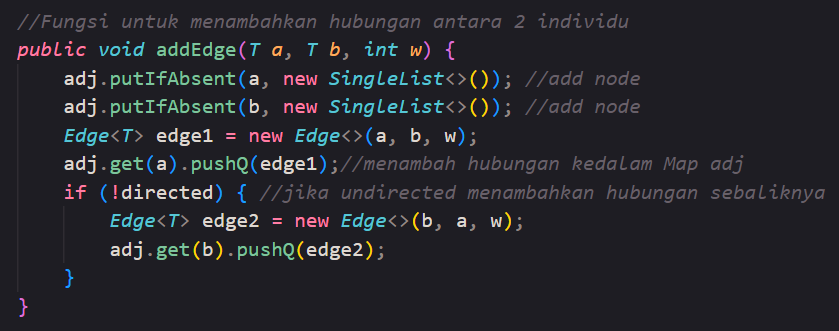 //Fungsi untuk menambahkan hubungan antara 2 individu
public void addEdge(T a, T b, int w) {
    adj.putIfAbsent(a, new SingleList<>()); //add node
    adj.putIfAbsent(b, new SingleList<>()); //add node
    Edge<T> edge1 = new Edge<>(a, b, w);
    adj.get(a).pushQ(edge1);//menambah hubungan kedalam Map adj
    if (!directed) { //jika undirected menambahkan hubungan sebaliknya
        Edge<T> edge2 = new Edge<>(b, a, w);
        adj.get(b).pushQ(edge2);
    }
}